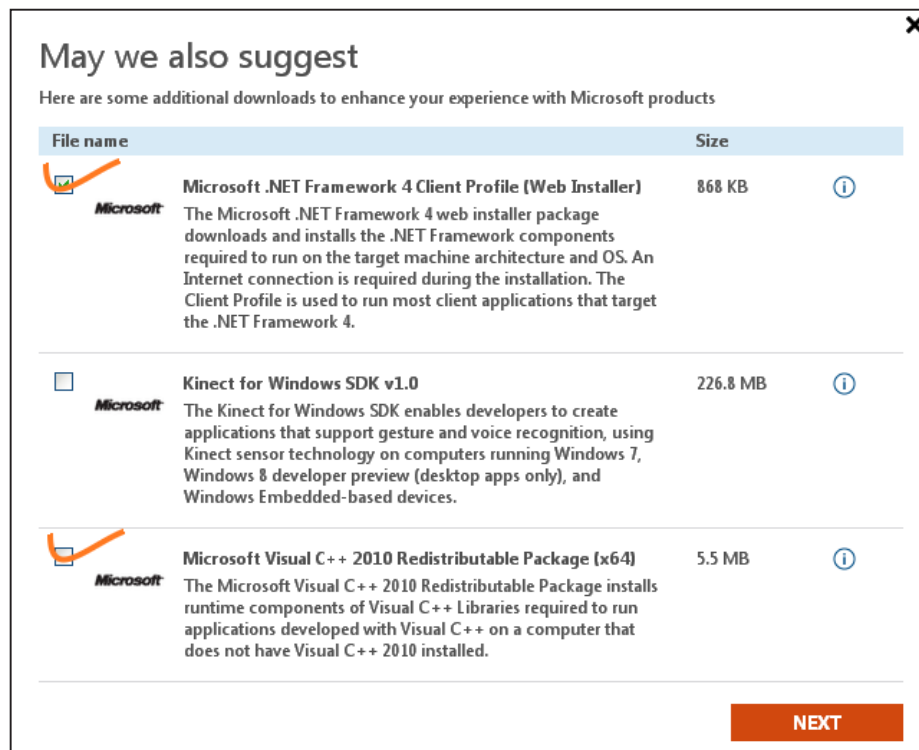 May we also suggest
Here are some additional downloads to enhance your experience with Microsoft products
File name Size
Microsoft .NET Framework 4 Client Profile (Web Installer) 868 KB
Microsoft
The Microsoft .NET Framework 4 web installer package
downloads and installs the .NET Framework components
required to run on the target machine architecture and OS. An
Internet connection is required during the installation. The
Client Profile is used to run most client applications that target
the .NET Framework 4.
Kinect for Windows SDK v1.0 226.8 MB
Microsoft
The Kinect for Windows SDK enables developers to create
applications that support gesture and voice recognition, using
Kinect sensor technology on computers running Windows 7,
Windows 8 developer preview (desktop apps only), and
Windows Embedded-based devices.
Microsoft Visual C++ 2010 Redistributable Package (x64) 5.5 MB
Microsoft
The Microsoft Visual C++ 2010 Redistributable Package installs
runtime components of Visual C++ Libraries required to run
applications developed with Visual C++ on a computer that
does not have Visual C++ 2010 installed.
NEXT